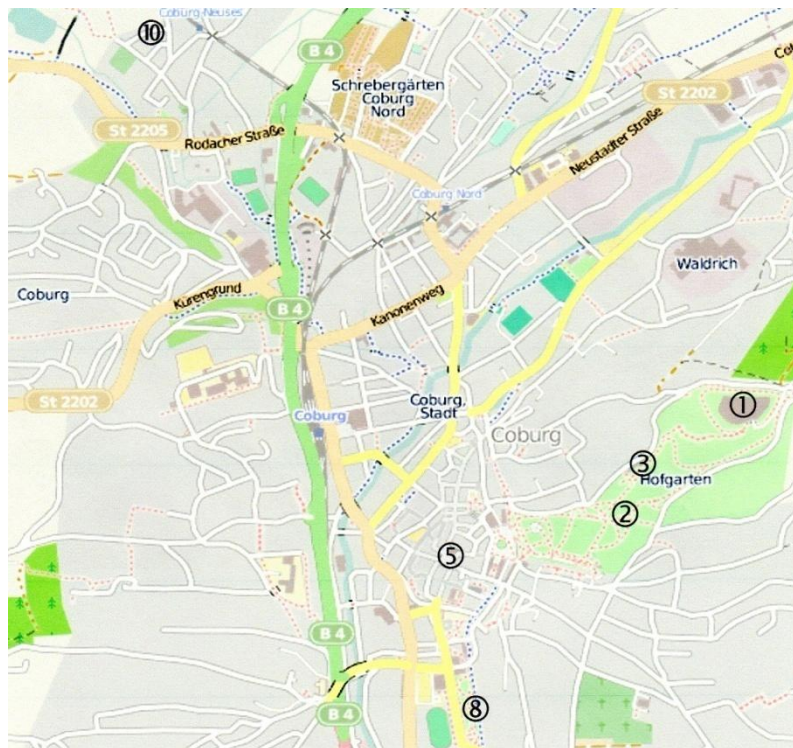 Coburg-Neuses
⑩
B 4
Schrebergärten
Coburg
Nord
St 2202
St 2205
Rodacher Straße
Neustadter Straße
Coburg Nord
Waldrich
Coburg
Kürengrund
B 4
Kanonenweg
St 2202
Coburg
Coburg,
Stadt
①
Coburg
③
Hofgarten
②
⑤
B 4
⑧
B 4